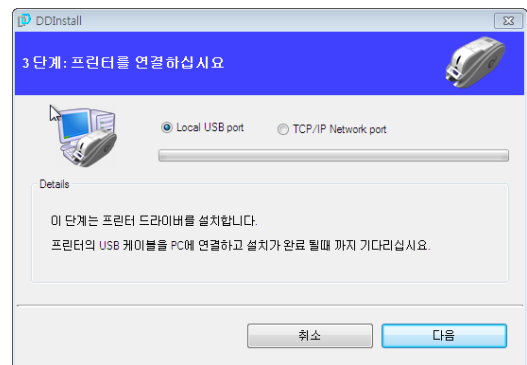 DDInstall
3 단계: 프린터를 연결하십시요
Local USB port TCP/IP Network port
Details
이 단계는 프린터 드라이버를 설치합니다.
프린터의 USB 케이블을 PC에 연결하고 설치가 완료 될때 까지 기다리십시요.
취소 다음